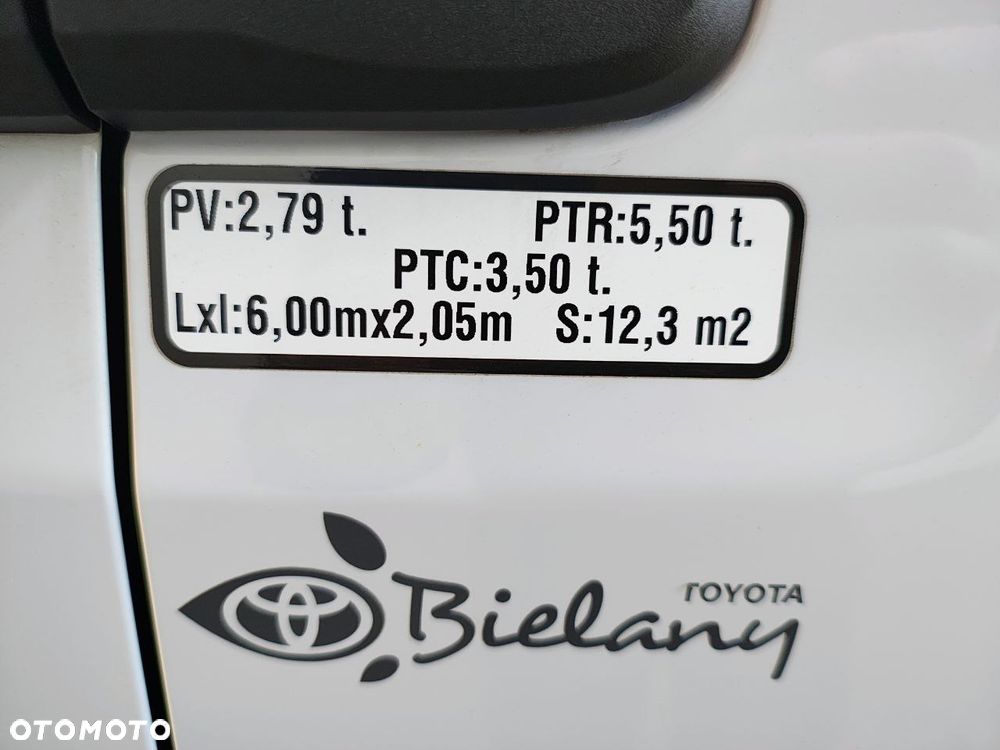 PV:2,79 t. PTR:5,50 t.
PTC:3,50 t.
Lxl:6,00mx2,05m S:12,3 m2
TOYOTA
Bielany
OTOMOTO